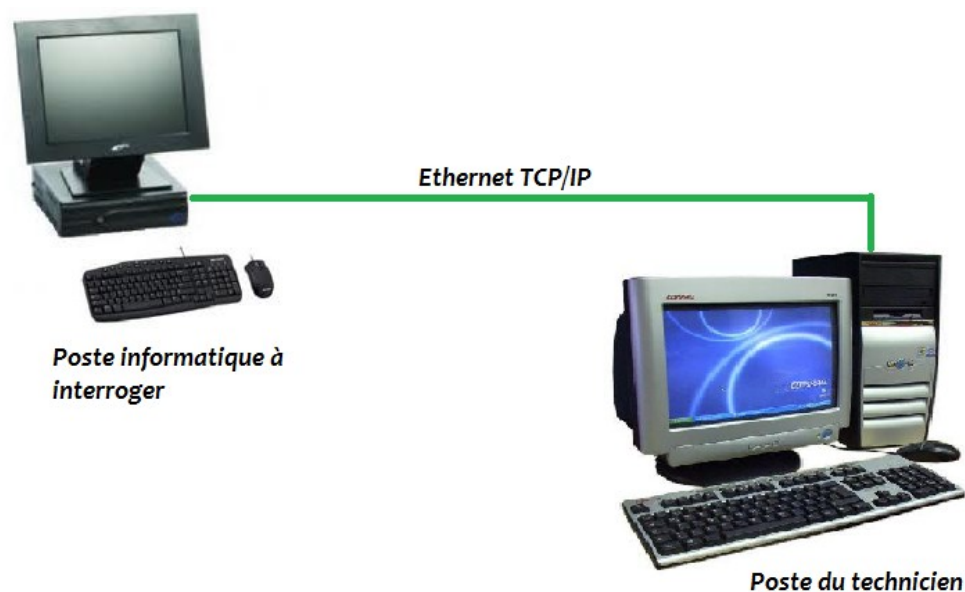 Ethernet TCP/IP
Poste informatique à
interroger
Poste du technicien